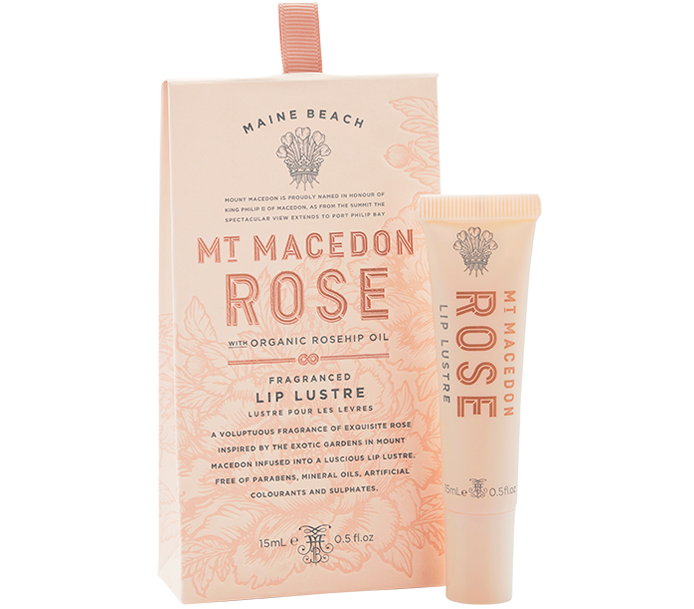 MAINE BEACH
MOUNT MACEDON IS PROUDLY NAMED IN HONOUR OF
KING PHILIP II OF MACEDON, AS FROM THE SUMMIT THE
SPECTACULAR VIEW EXTENDS TO PORT PHILIP BAY
MT MACEDON
ROSE
WITH ORGANIC ROSEHIP OIL
FRAGRANCED
LIP LUSTRE
LUSTRE POUR LES LEVRES
A VOLUPTUOUS FRAGRANCE OF EXQUISITE ROSE
INSPIRED BY THE EXOTIC GARDENS IN MOUNT
MACEDON INFUSED INTO A LUSCIOUS LIP LUSTRE.
FREE OF PARABENS, MINERAL OILS, ARTIFICIAL
COLOURANTS AND SULPHATES.
15mL e 0.5 fl.oz
MT MACEDON
ROSE
LIP LUSTRE
15mL 0.5fl.oz